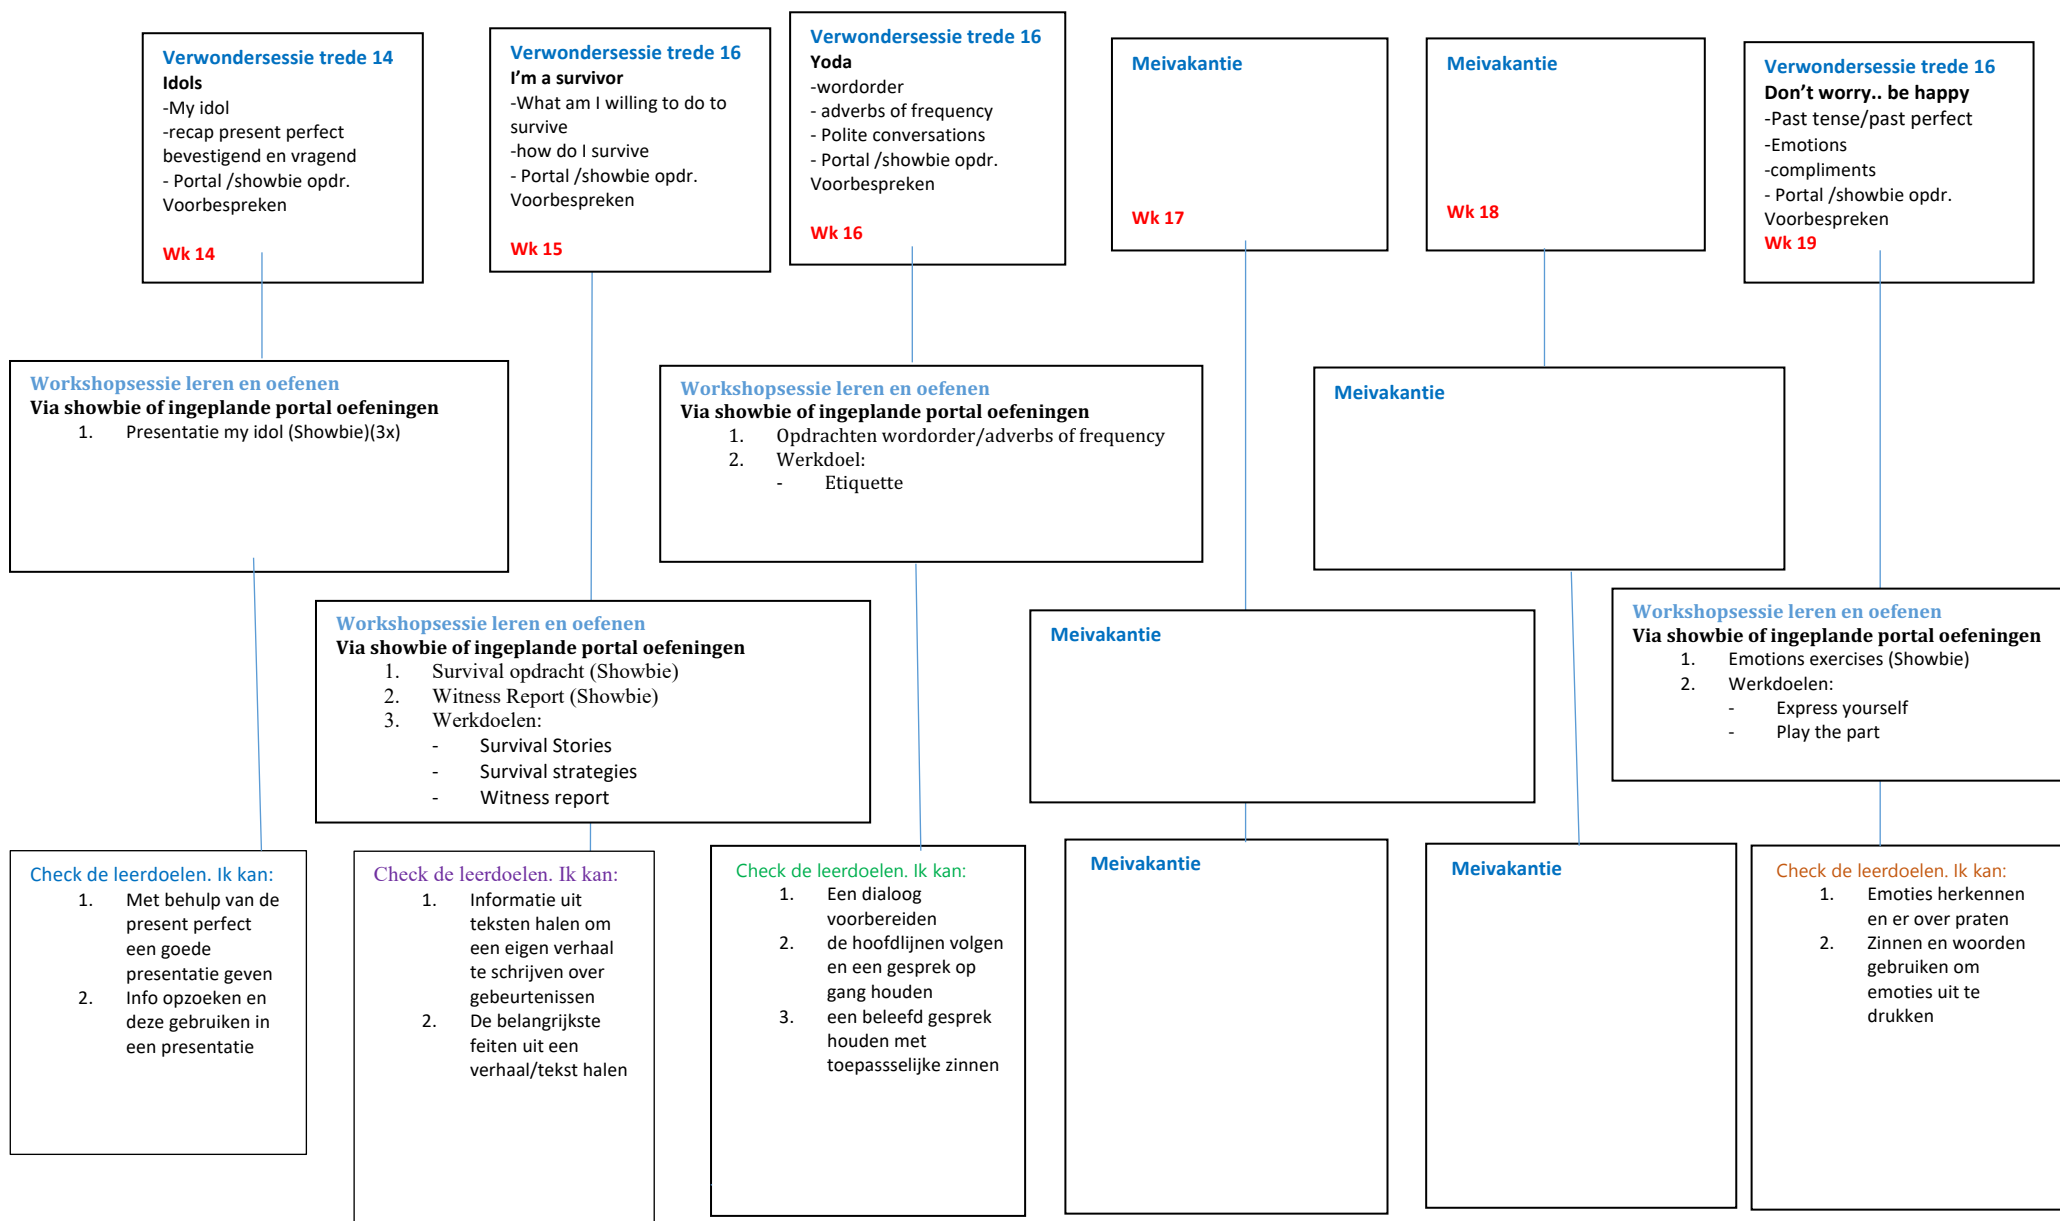 Verwondersessie trede 14
Idols
-My idol
-recap present perfect
bevestigend en vragend
- Portal /showbie opdr.
Voorbespreken
Wk 14
Verwondersessie trede 16
I'm a survivor
-What am I willing to do to
survive
-how do I survive
- Portal /showbie opdr.
Voorbespreken
Wk 15
Verwondersessie trede 16
Yoda
-wordorder
- adverbs of frequency
- Polite conversations
- Portal /showbie opdr.
Voorbespreken
Wk 16
Meivakantie
Wk 17
Meivakantie
Wk 18
Verwondersessie trede 16
Don't worry.. be happy
-Past tense/past perfect
-Emotions
-compliments
- Portal /showbie opdr.
Voorbespreken
Wk 19
Workshopsessie leren en oefenen
Via showbie of ingeplande portal oefeningen
1. Presentatie my idol (Showbie)(3x)
Workshopsessie leren en oefenen
Via showbie of ingeplande portal oefeningen
1. Opdrachten wordorder/adverbs of frequency
2. Werkdoel:
- Etiquette
Meivakantie
Workshopsessie leren en oefenen
Via showbie of ingeplande portal oefeningen
1. Survival opdracht (Showbie)
2. Witness Report (Showbie)
3. Werkdoelen:
- Survival Stories
- Survival strategies
- Witness report
Meivakantie
Workshopsessie leren en oefenen
Via showbie of ingeplande portal oefeningen
1. Emotions exercises (Showbie)
2. Werkdoelen:
- Express yourself
- Play the part
Check de leerdoelen. Ik kan:
1. Met behulp van de
present perfect
een goede
presentatie geven
2. Info opzoeken en
deze gebruiken in
een presentatie
Check de leerdoelen. Ik kan:
1. Informatie uit
teksten halen om
een eigen verhaal
te schrijven over
gebeurtenissen
2. De belangrijkste
feiten uit een
verhaal/tekst halen
Check de leerdoelen. Ik kan:
1. Een dialoog
voorbereiden
2. de hoofdlijnen volgen
en een gesprek op
gang houden
3. een beleefd gesprek
houden met
toepassselijke zinnen
Meivakantie
Meivakantie
Check de leerdoelen. Ik kan:
1. Emoties herkennen
en er over praten
2. Zinnen en woorden
gebruiken om
emoties uit te
drukken